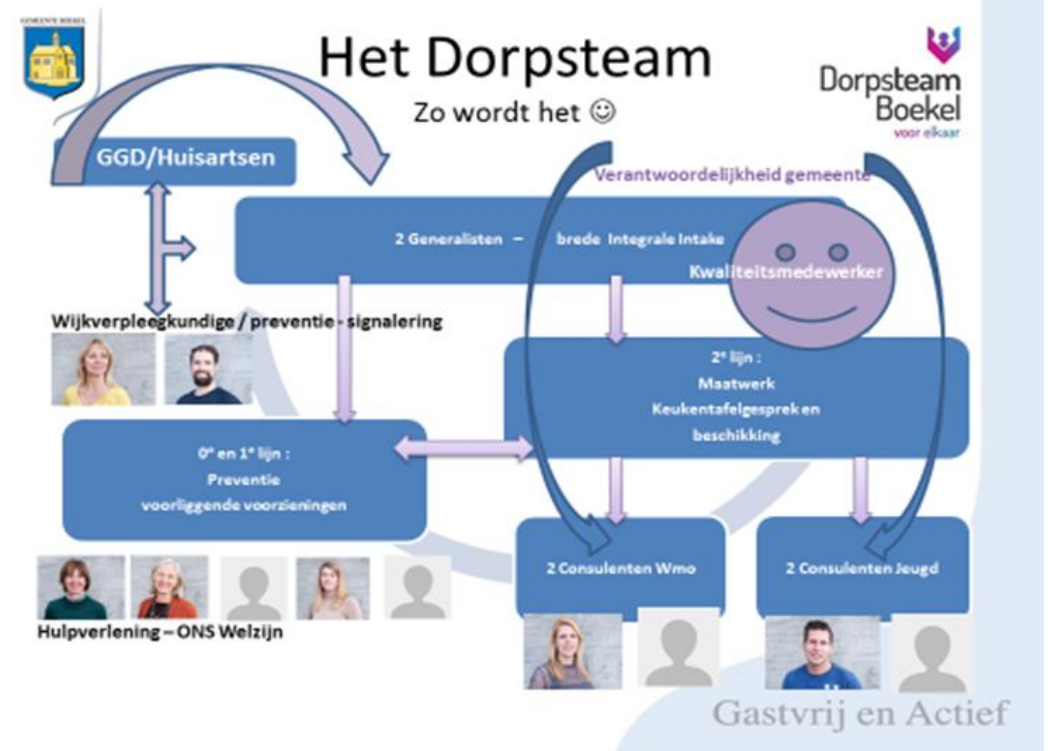 GEMEENTE BOEKEL
Het Dorpsteam
Zo wordt het ☺
Dorpsteam
Boekel
voor elkaar
GGD/Huisartsen
Verantwoordelijkheid gemeente
2 Generalisten – brede Integrale Intake
Kwaliteitsmedewerker
Wijkverpleegkundige / preventie - signalering
2e lijn :
Maatwerk
Keukentafelgesprek en
beschikking
0e en 1e lijn :
Preventie
voorliggende voorzieningen
2 Consulenten Wmo
2 Consulenten Jeugd
Hulpverlening – ONS Welzijn
Gastvrij en Actief